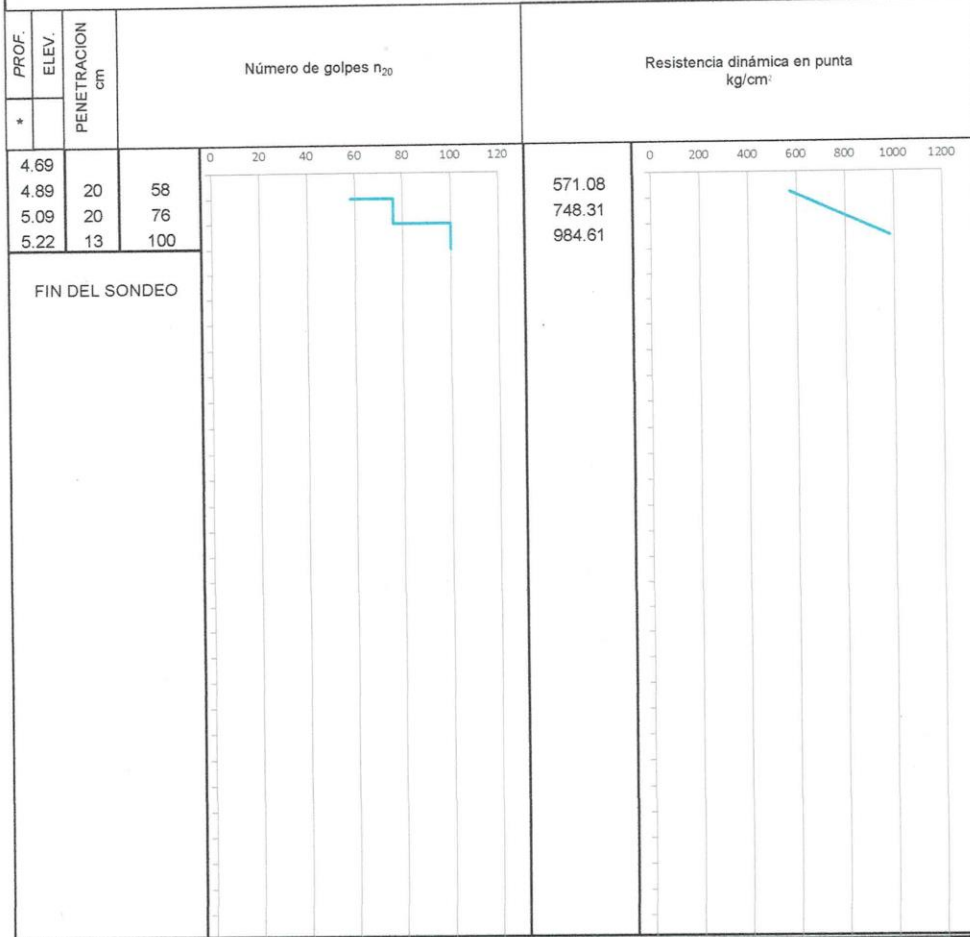 PROF.
ELEV.
PENETRACION
cm
*
Número de golpes n₂₀
Resistencia dinámica en punta
kg/cm²
0 20 40 60 80 100 120
0 200 400 600 800 1000 1200
4.69
4.89 20 58 571.08
5.09 20 76 748.31
5.22 13 100 984.61
FIN DEL SONDEO